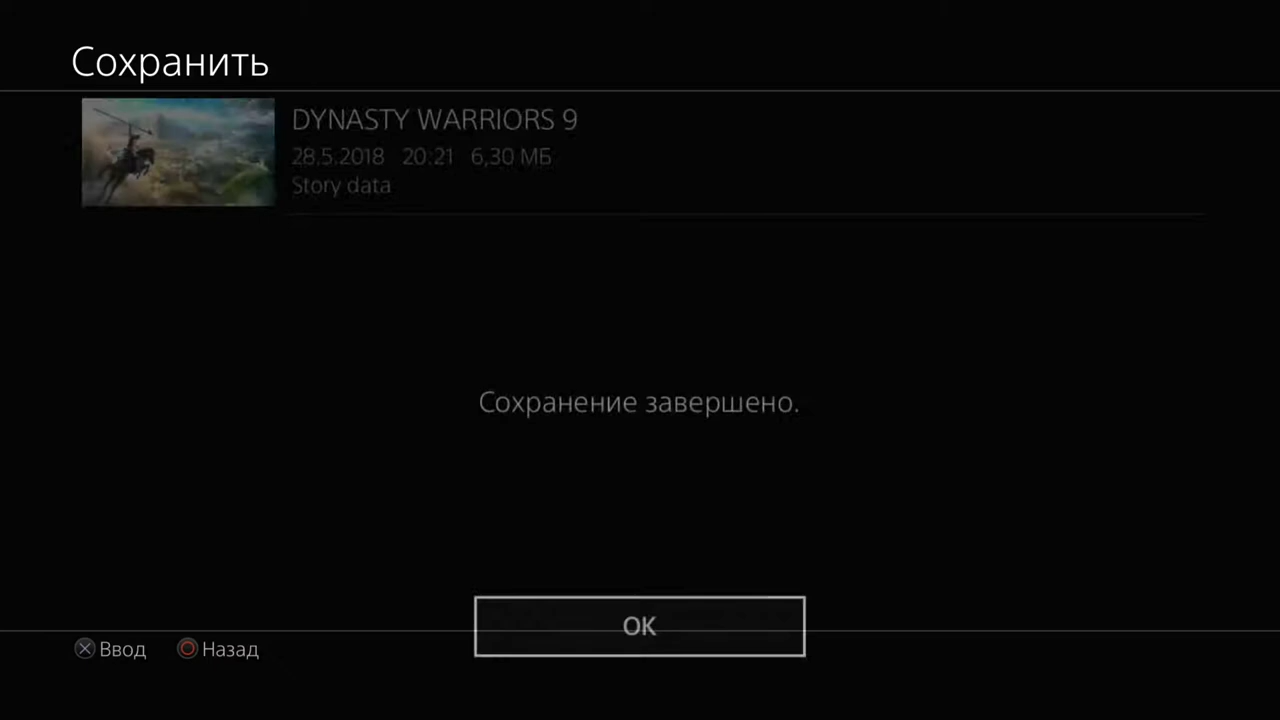 Сохранить
DYNASTY WARRIORS 9
28.5.2018 20:21 6,30 МБ
Story data
Сохранение завершено.
OK
Ввод Назад